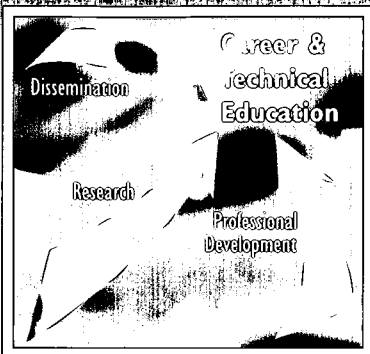 Career &
Technical
Education
Dissemination
Research
Professional
Development